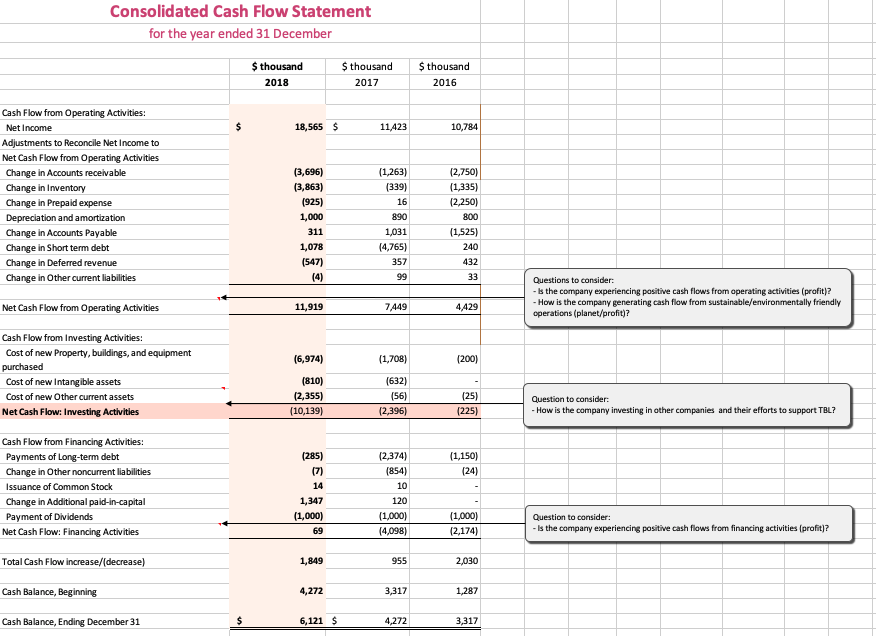 Consolidated Cash Flow Statement
for the year ended 31 December
$ thousand $ thousand $ thousand
2018 2017 2016
Cash Flow from Operating Activities:
Net Income $ 18,565 $ 11,423 10,784
Adjustments to Reconcile Net Income to
Net Cash Flow from Operating Activities
Change in Accounts receivable (3,696) (1,263) (2,750)
Change in Inventory (3,863) (339) (1,335)
Change in Prepaid expense (925) 16 (2,250)
Depreciation and amortization 1,000 890 800
Change in Accounts Payable 311 1,031 (1,525)
Change in Short term debt 1,078 (4,765) 240
Change in Deferred revenue (547) 357 432
Change in Other current liabilities (4) 99 33
Questions to consider:
- Is the company experiencing positive cash flows from operating activities (profit)?
- How is the company generating cash flow from sustainable/environmentally friendly
operations (planet/profit)?
Net Cash Flow from Operating Activities 11,919 7,449 4,429
Cash Flow from Investing Activities:
Cost of new Property, buildings, and equipment
purchased (6,974) (1,708) (200)
Cost of new Intangible assets (810) (632) -
Cost of new Other current assets (2,355) (56) (25)
Net Cash Flow: Investing Activities (10,139) (2,396) (225)
Question to consider:
- How is the company investing in other companies and their efforts to support TBL?
Cash Flow from Financing Activities:
Payments of Long-term debt (285) (2,374) (1,150)
Change in Other noncurrent liabilities (7) (854) (24)
Issuance of Common Stock 14 10 -
Change in Additional paid-in-capital 1,347 120 -
Payment of Dividends (1,000) (1,000) (1,000)
Net Cash Flow: Financing Activities 69 (4,098) (2,174)
Question to consider:
- Is the company experiencing positive cash flows from financing activities (profit)?
Total Cash Flow increase/(decrease) 1,849 955 2,030
Cash Balance, Beginning 4,272 3,317 1,287
Cash Balance, Ending December 31 $ 6,121 $ 4,272 3,317